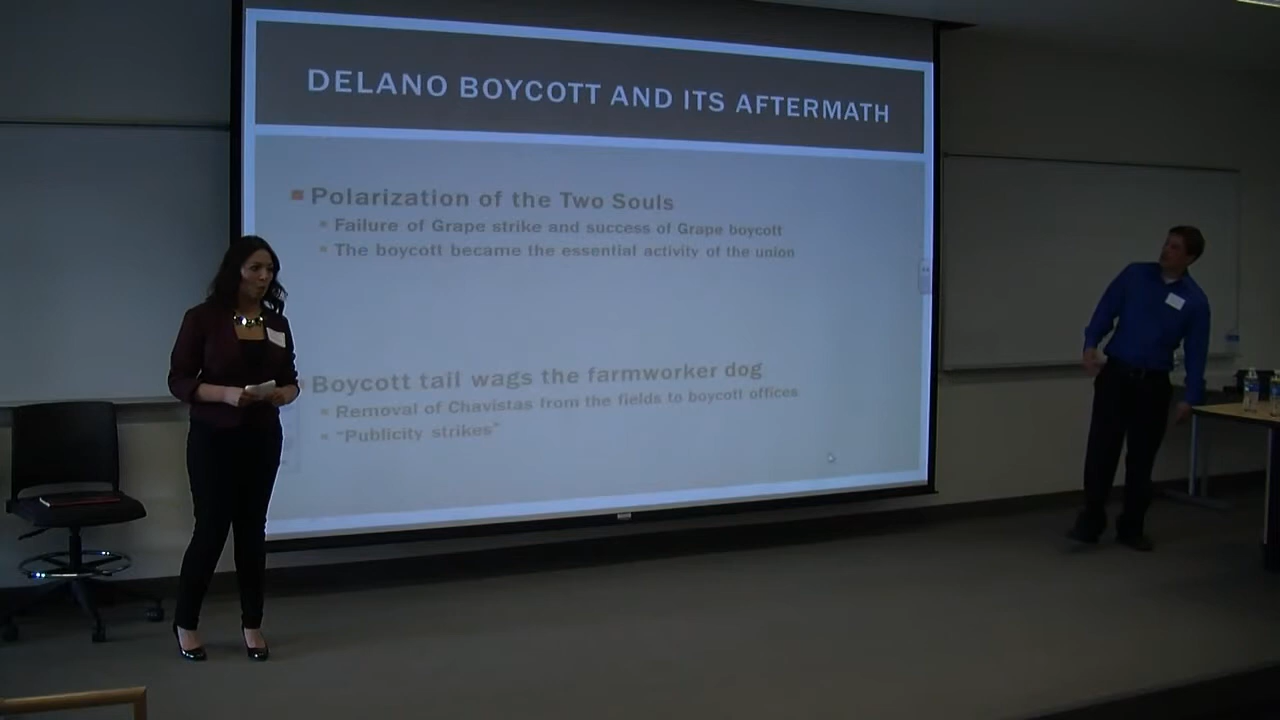 DELANO BOYCOTT AND ITS AFTERMATH
Polarization of the Two Souls
Failure of Grape strike and success of Grape boycott
The boycott became the essential activity of the union
Boycott tail wags the farmworker dog
Removal of Chavistas from the fields to boycott offices
"Publicity strikes"